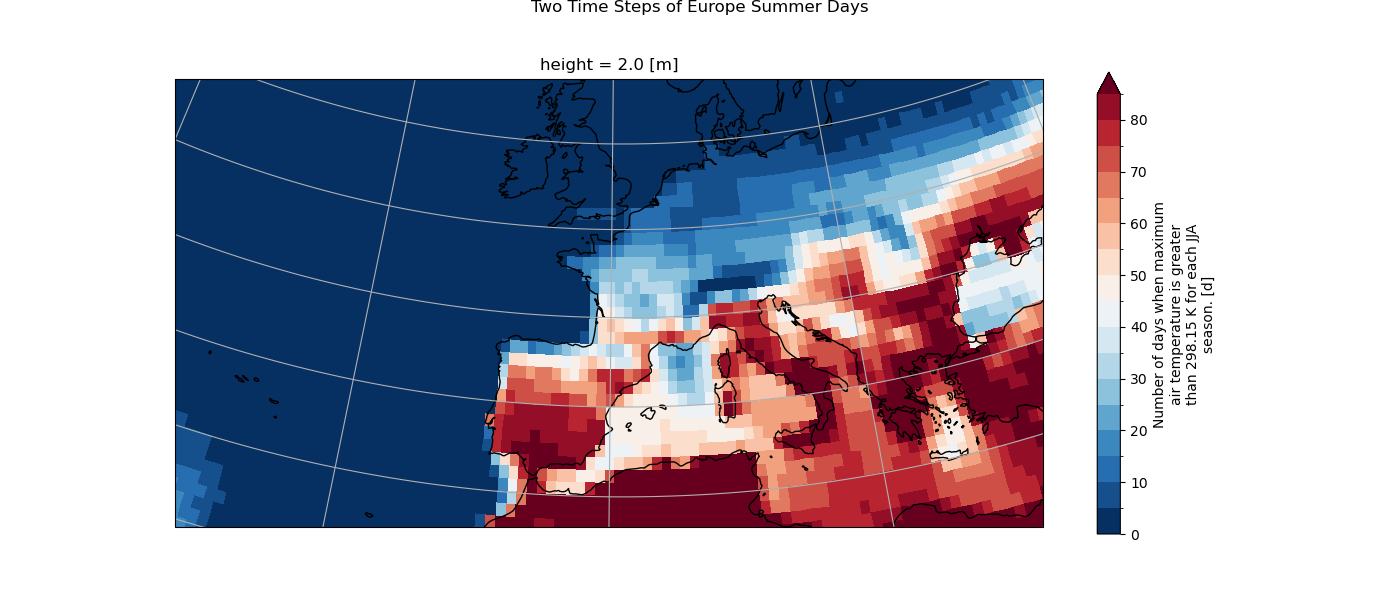 Two Time Steps of Europe Summer Days
height = 2.0 [m]
80
70
60
50
40
30
20
10
0
Number of days when maximum
air temperature is greater
than 298.15 K for each JJA
season. [d]